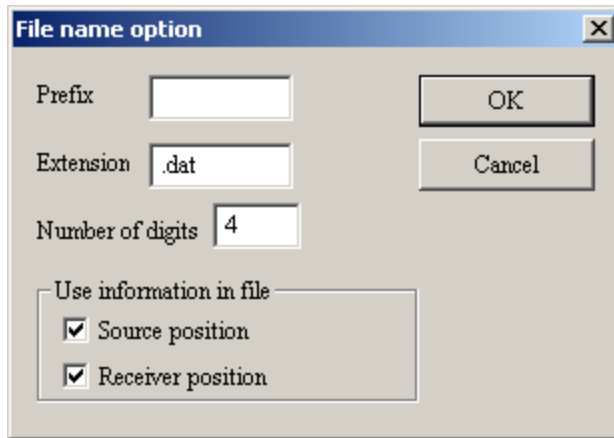 File name option
Prefix
OK
Extension .dat
Cancel
Number of digits 4
Use information in file
Source position
Receiver position